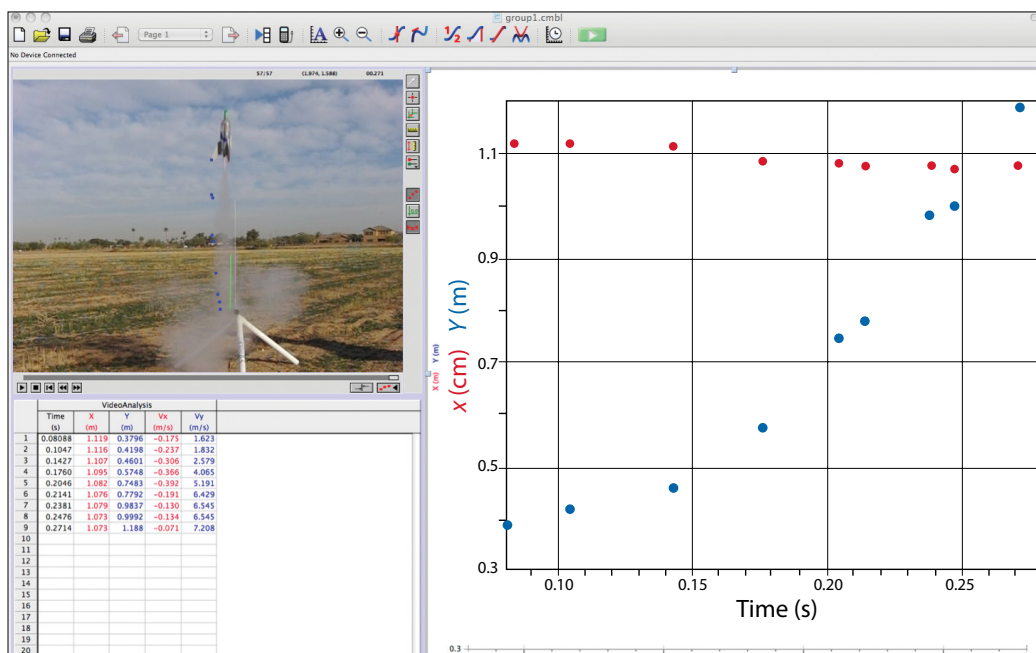 group1.cmbl
Page 1
No Device Connected
57/57 (1.974, 1.588) 80.271
VideoAnalysis
Time X Y Vx Vy
(s) (m) (m) (m/s) (m/s)
1 0.08088 1.119 0.3796 -0.175 1.623
2 0.1047 1.116 0.4198 -0.237 1.832
3 0.1427 1.107 0.4601 -0.306 2.579
4 0.1760 1.095 0.5748 -0.366 4.065
5 0.2046 1.082 0.7483 -0.392 5.191
6 0.2141 1.076 0.7792 -0.191 6.429
7 0.2381 1.079 0.9837 -0.130 6.545
8 0.2476 1.073 0.9992 -0.134 6.545
9 0.2714 1.073 1.188 -0.071 7.208
10
11
12
13
14
15
16
17
18
19
20
X (m) Y (m)
x (cm) Y (m)
1.1
0.9
0.7
0.5
0.3
0.10 0.15 0.20 0.25
Time (s)
0.3